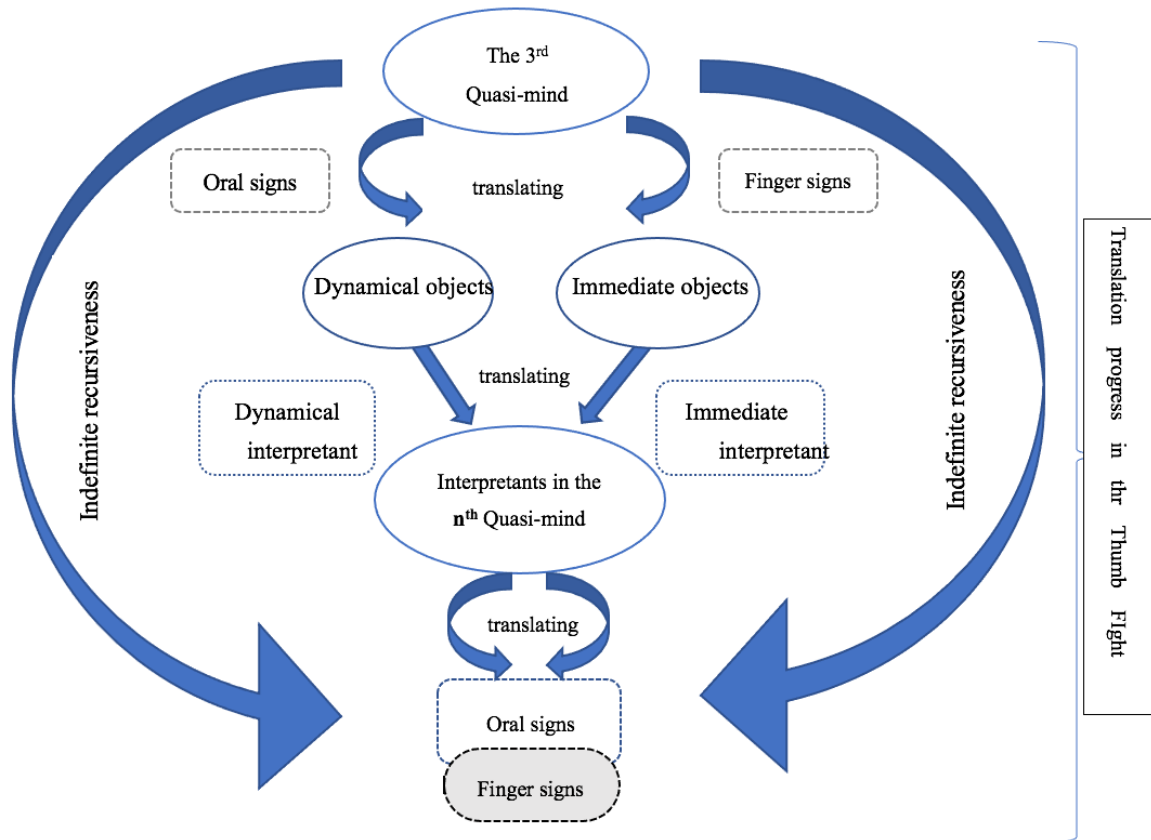 The 3rd
Quasi-mind
Oral signs
translating
Finger signs
Dynamical objects
Immediate objects
Indefinite recursiveness
translating
Indefinite recursiveness
Dynamical
interpretant
Immediate
interpretant
Interpretants in the
nth Quasi-mind
translating
Oral signs
Finger signs
Translation progress in thr Thumb FIght